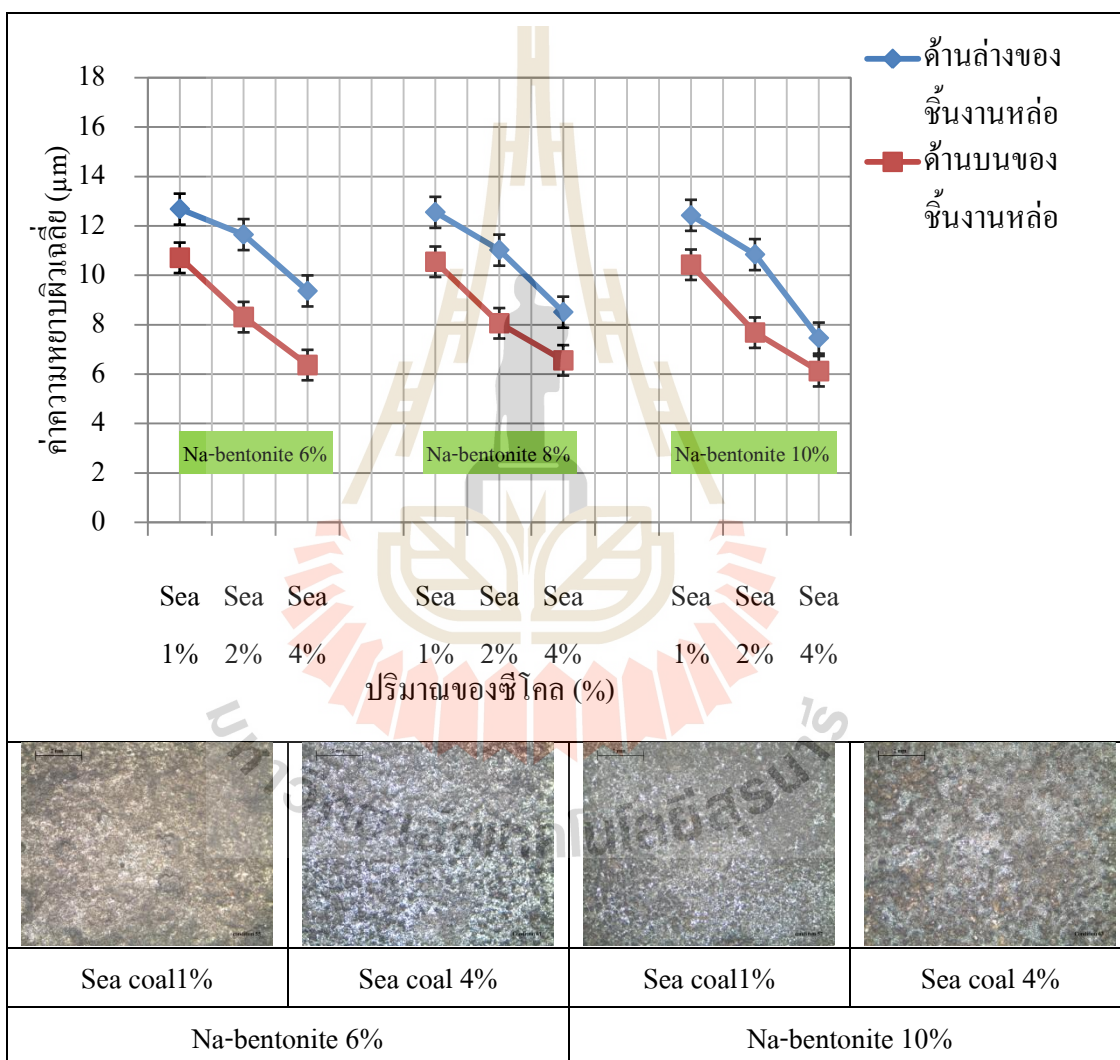 18
16
14
12
10
8
6
4
2
0
ค่าความหยาบผิวเฉลี่ย (μm)
ด้านล่างของ
ชิ้นงานหล่อ
ด้านบนของ
ชิ้นงานหล่อ
Na-bentonite 6%
Na-bentonite 8%
Na-bentonite 10%
Sea Sea Sea Sea Sea Sea Sea Sea Sea
1% 2% 4% 1% 2% 4% 1% 2% 4%
ปริมาณของซีโคล (%)
2 mm
2 mm
Sea coal1% Sea coal 4% Sea coal1% Sea coal 4%
Na-bentonite 6% Na-bentonite 10%